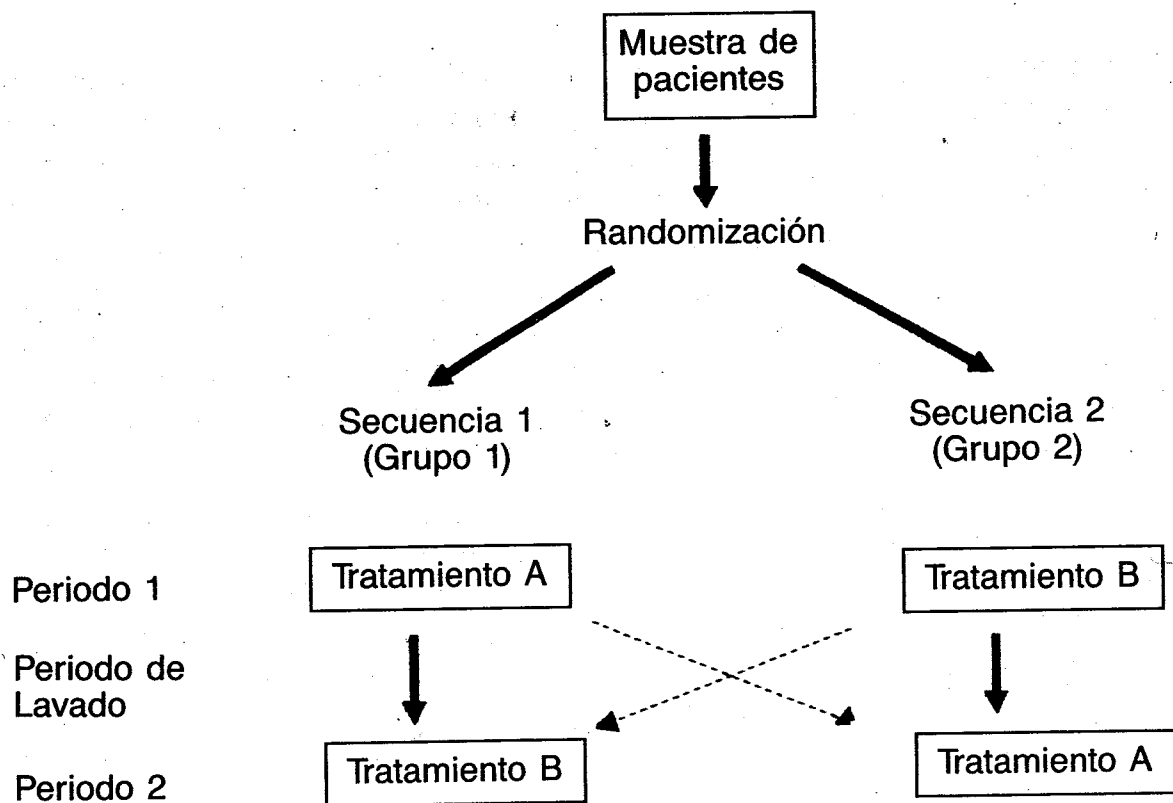 Muestra de
pacientes
Randomización
Secuencia 1
(Grupo 1)
Secuencia 2
(Grupo 2)
Periodo 1
Tratamiento A
Tratamiento B
Periodo de
Lavado
Periodo 2
Tratamiento B
Tratamiento A